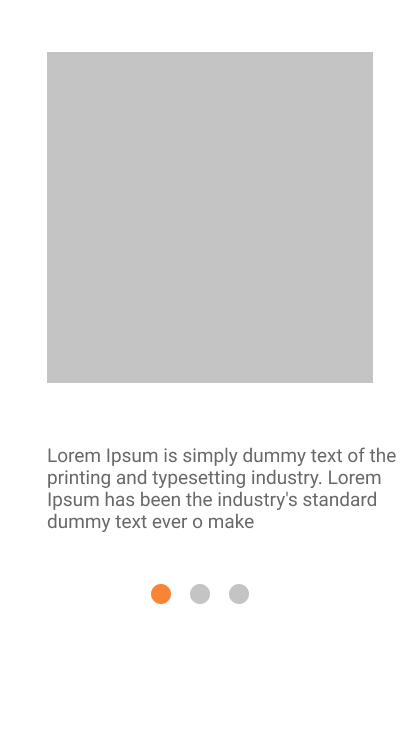 Lorem Ipsum is simply dummy text of the
printing and typesetting industry. Lorem
Ipsum has been the industry's standard
dummy text ever o make